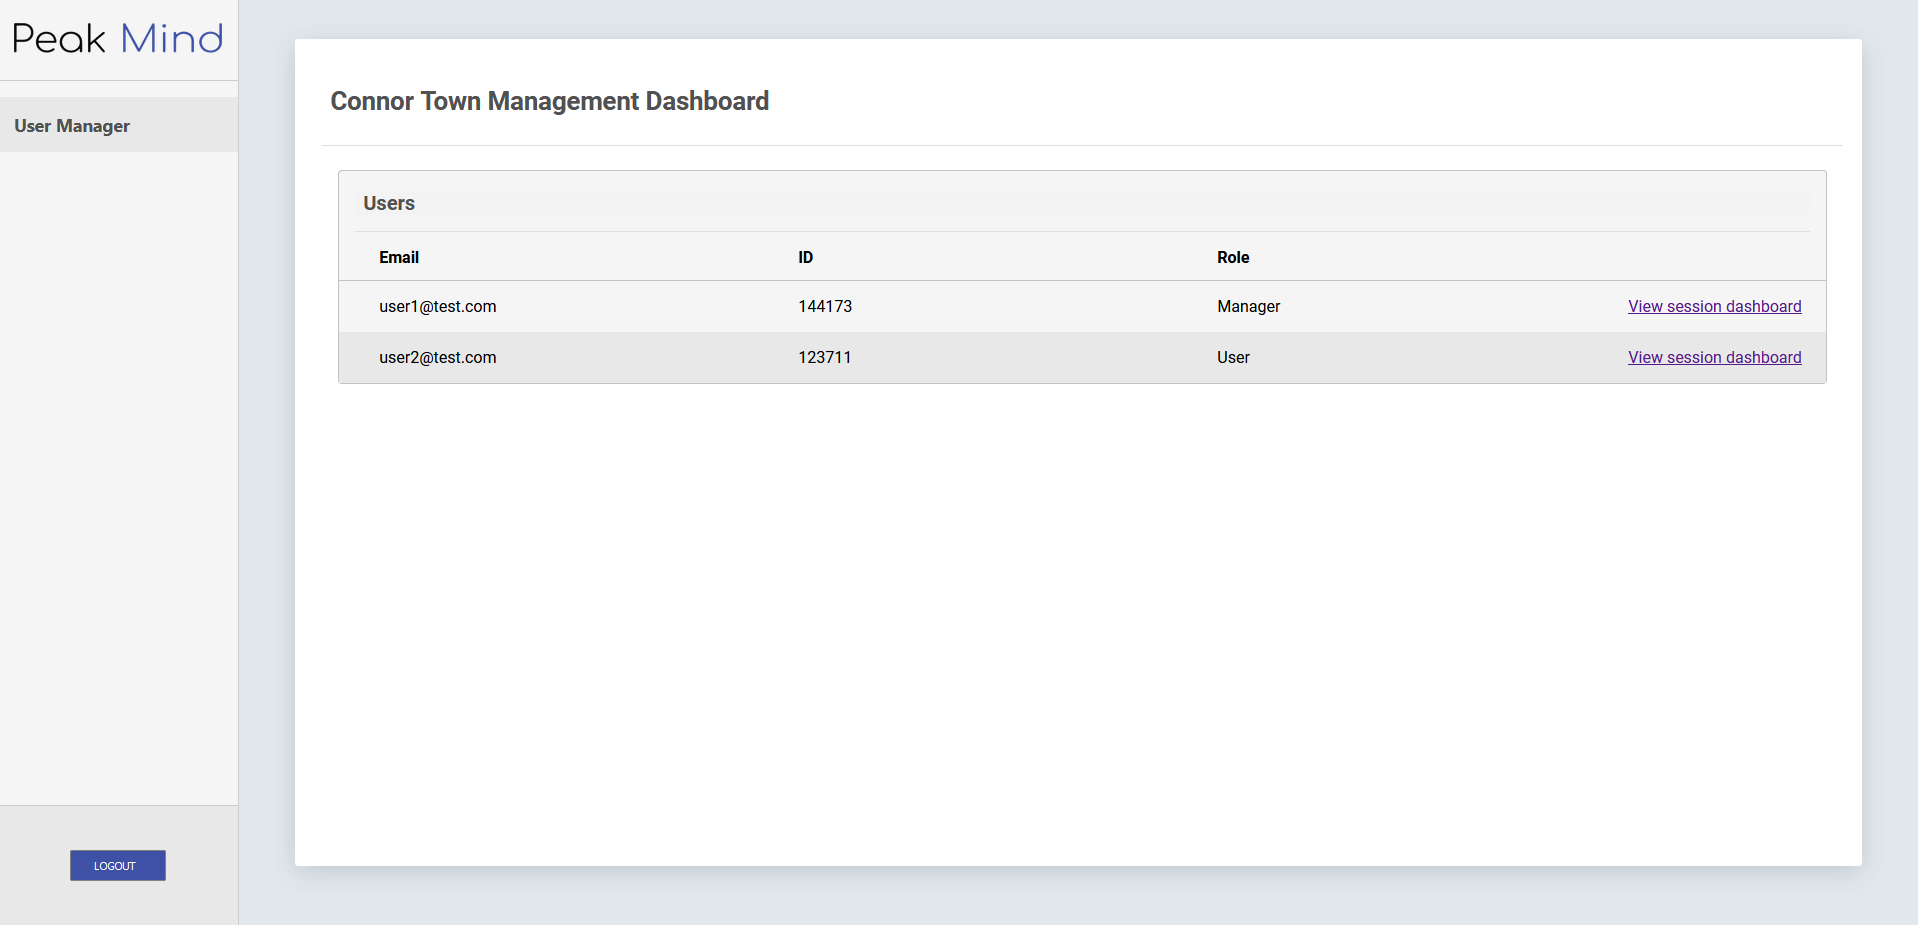 Peak Mind
User Manager
Connor Town Management Dashboard
Users
Email ID Role
user1@test.com 144173 Manager View session dashboard
user2@test.com 123711 User View session dashboard
LOGOUT